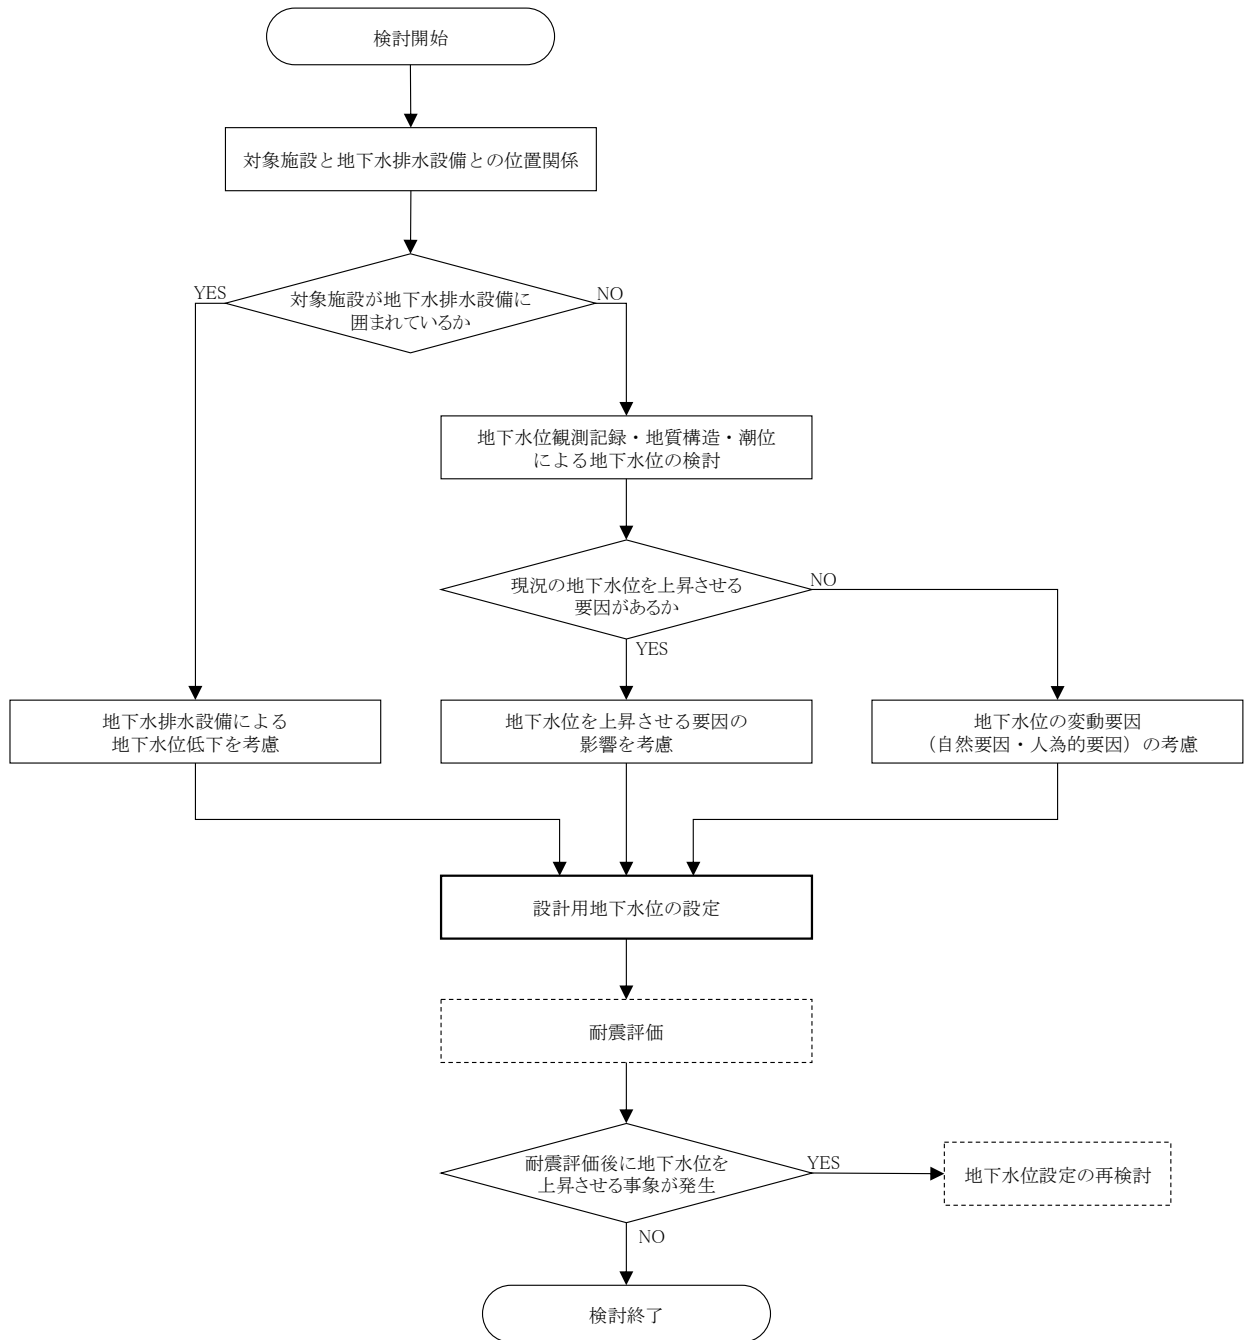 検討開始
対象施設と地下水排水設備との位置関係
対象施設が地下水排水設備に
囲まれているか
YES
NO
地下水位観測記録・地質構造・潮位
による地下水位の検討
現況の地下水位を上昇させる
要因があるか
NO
YES
地下水排水設備による
地下水位低下を考慮
地下水位を上昇させる要因の
影響を考慮
地下水位の変動要因
（自然要因・人為的要因）の考慮
設計用地下水位の設定
耐震評価
耐震評価後に地下水位を
上昇させる事象が発生
YES
地下水位設定の再検討
NO
検討終了